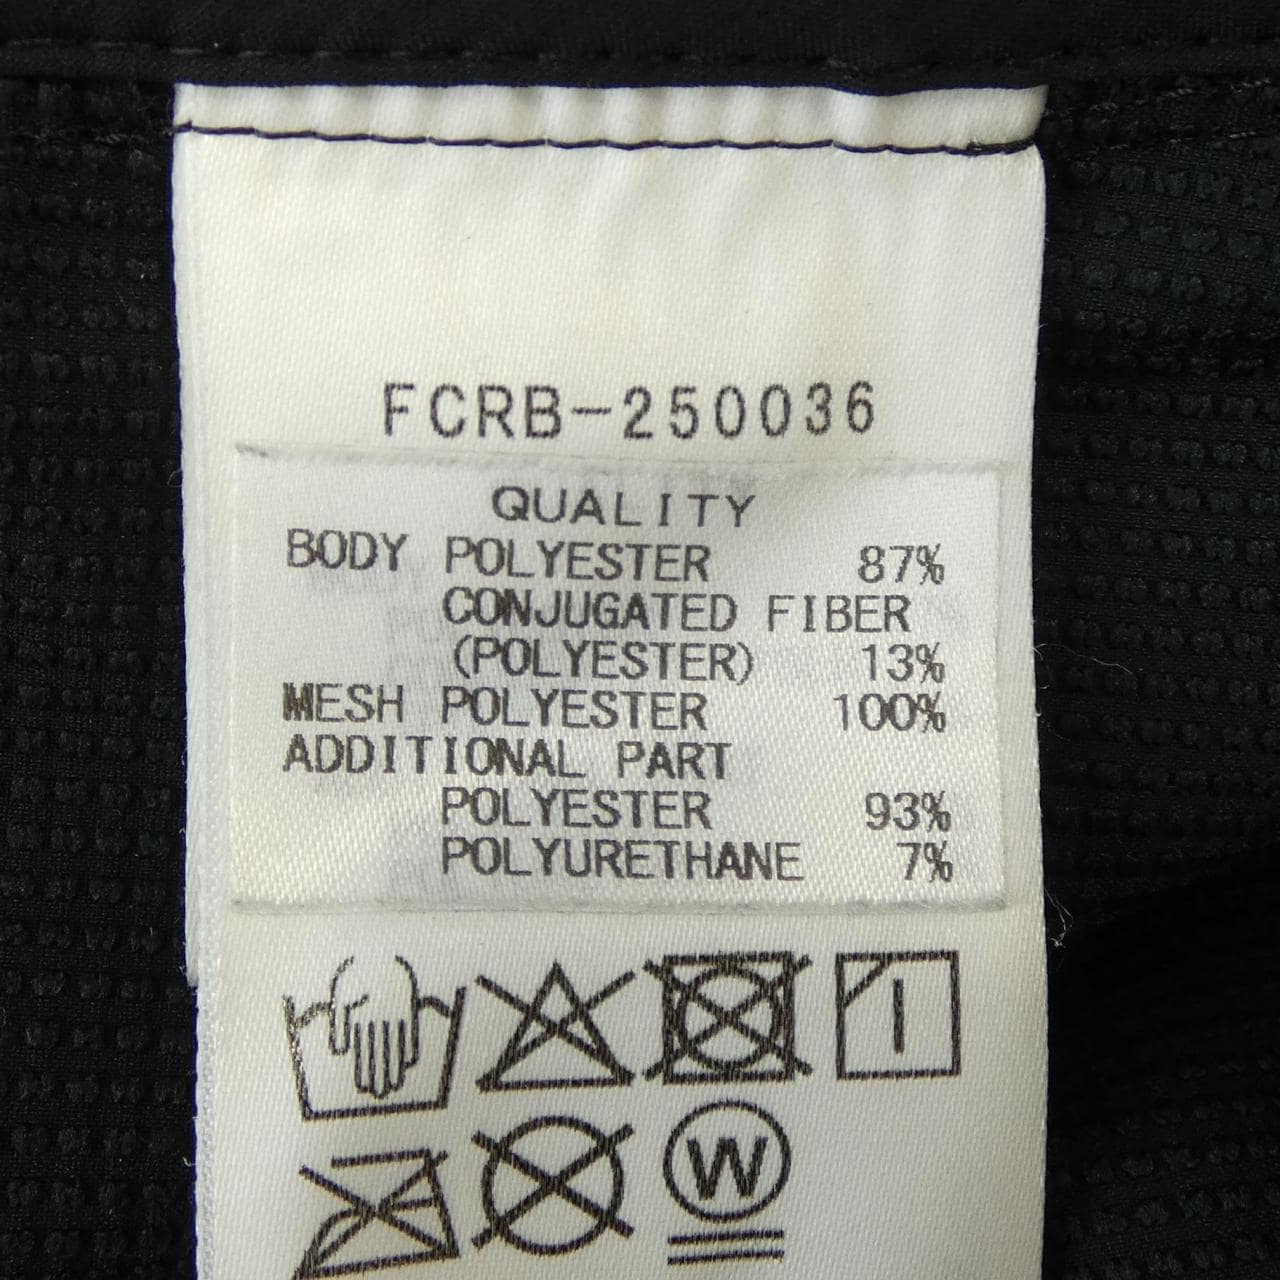 FCRB-250036
QUALITY
BODY POLYESTER 87%
CONJUGATED FIBER
(POLYESTER) 13%
MESH POLYESTER 100%
ADDITIONAL PART
POLYESTER 93%
POLYURETHANE 7%
W